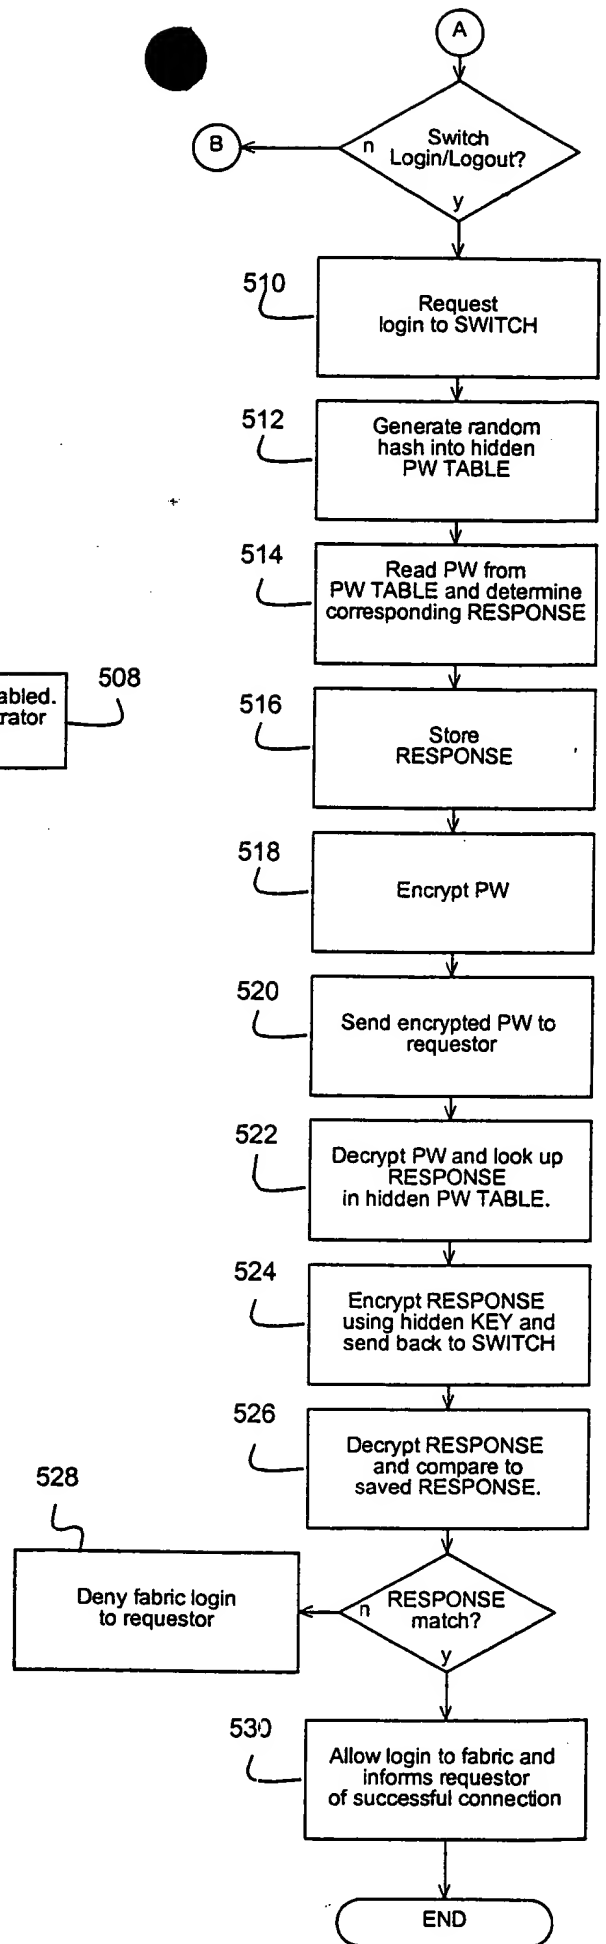 A
B
n
Switch
Login/Logout?
y
510
Request
login to SWITCH
512
Generate random
hash into hidden
PW TABLE
514
Read PW from
PW TABLE and determine
corresponding RESPONSE
abled.
rator
508
516
Store
RESPONSE
518
Encrypt PW
520
Send encrypted PW to
requestor
522
Decrypt PW and look up
RESPONSE
in hidden PW TABLE.
524
Encrypt RESPONSE
using hidden KEY and
send back to SWITCH
526
Decrypt RESPONSE
and compare to
saved RESPONSE.
528
Deny fabric login
to requestor
n
RESPONSE
match?
y
530
Allow login to fabric and
informs requestor
of successful connection
END